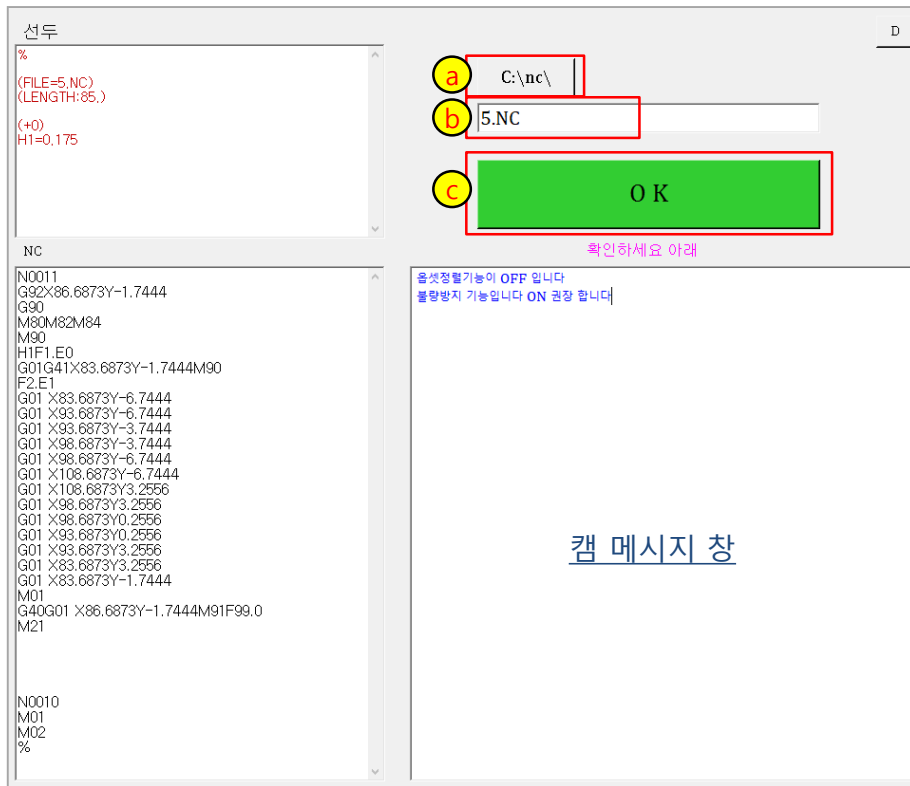 선두
D
%
(FILE=5.NC)
(LENGTH:85.)
(+0)
H1=0.175
a
C:\nc\
b
5.NC
c
O K
NC
확인하세요 아래
N0011
G92X86.6873Y-1.7444
G90
M80M82M84
M90
H1F1.E0
G01G41X83.6873Y-1.7444M90
F2.E1
G01 X83.6873Y-6.7444
G01 X93.6873Y-6.7444
G01 X93.6873Y-3.7444
G01 X98.6873Y-3.7444
G01 X98.6873Y-6.7444
G01 X108.6873Y-6.7444
G01 X108.6873Y3.2556
G01 X98.6873Y3.2556
G01 X98.6873Y0.2556
G01 X93.6873Y0.2556
G01 X93.6873Y3.2556
G01 X83.6873Y3.2556
G01 X83.6873Y-1.7444
M01
G40G01 X86.6873Y-1.7444M91F99.0
M21
N0010
M01
M02
%
옵셋정렬기능이 OFF 입니다
불량방지 기능입니다 ON 권장 합니다
캠 메시지 창